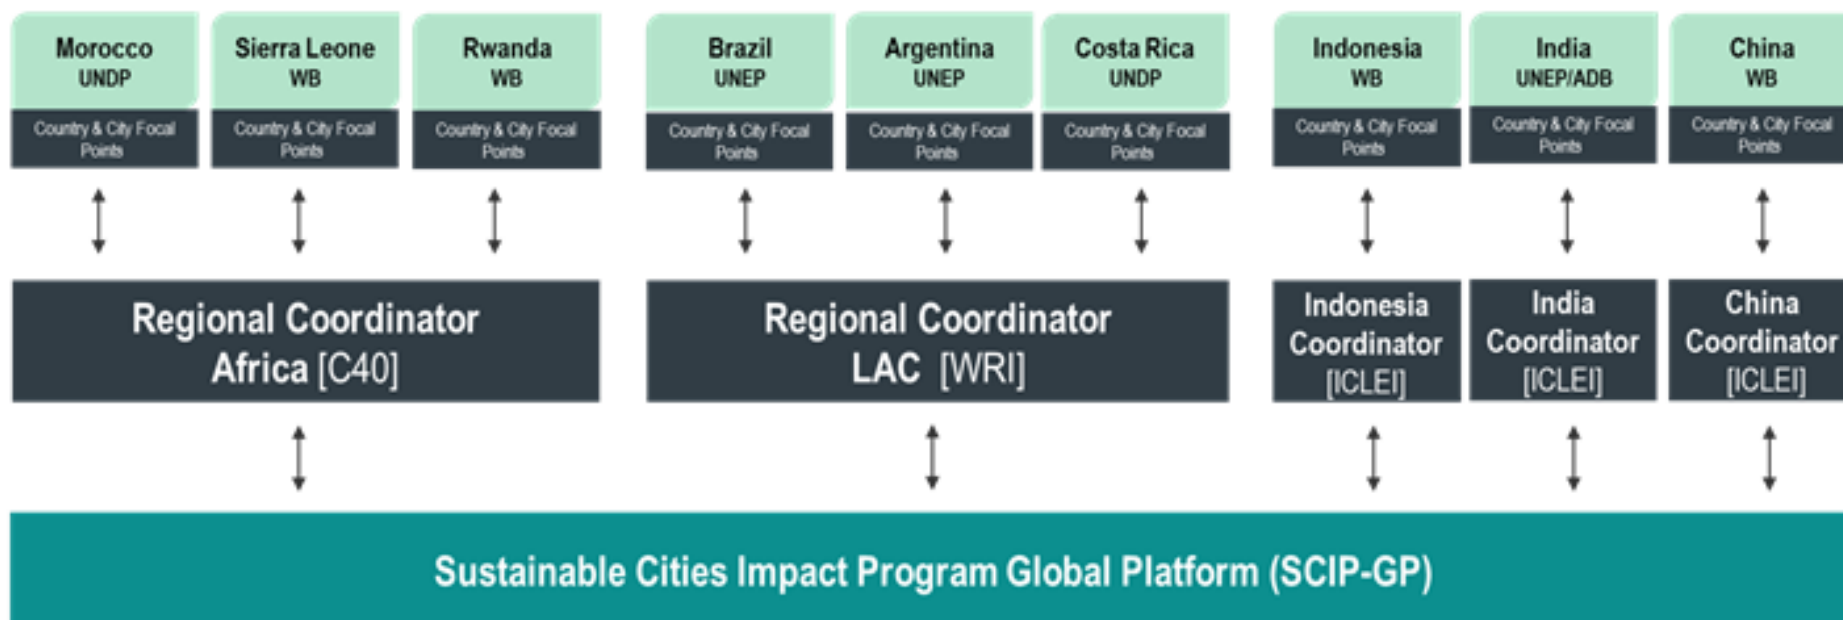 Morocco
UNDP
Country & City Focal
Points
Sierra Leone
WB
Country & City Focal
Points
Rwanda
WB
Country & City Focal
Points
Brazil
UNEP
Country & City Focal
Points
Argentina
UNEP
Country & City Focal
Points
Costa Rica
UNDP
Country & City Focal
Points
Indonesia
WB
Country & City Focal
Points
India
UNEP/ADB
Country & City Focal
Points
China
WB
Country & City Focal
Points
Regional Coordinator
Africa [C40]
Regional Coordinator
LAC [WRI]
Indonesia
Coordinator
[ICLEI]
India
Coordinator
[ICLEI]
China
Coordinator
[ICLEI]
Sustainable Cities Impact Program Global Platform (SCIP-GP)